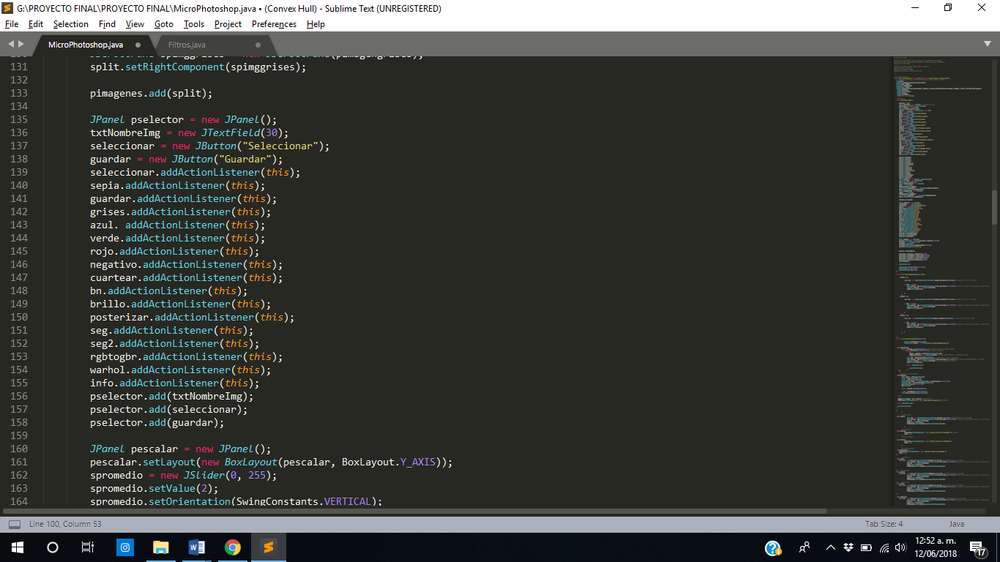 G:\PROYECTO FINAL\PROYECTO FINAL\MicroPhotoshop.java • (Convex Hull) - Sublime Text (UNREGISTERED)
File Edit Selection Find View Goto Tools Project Preferences Help
MicroPhotoshop.java Filtros.java
131 split.setRightComponent(spimggrises);
132
133 pimagenes.add(split);
134
135 JPanel pselector = new JPanel();
136 txtNombreImg = new JTextField(30);
137 seleccionar = new JButton("Seleccionar");
138 guardar = new JButton("Guardar");
139 seleccionar.addActionListener(this);
140 sepia.addActionListener(this);
141 guardar.addActionListener(this);
142 grises.addActionListener(this);
143 azul. addActionListener(this);
144 verde.addActionListener(this);
145 rojo.addActionListener(this);
146 negativo.addActionListener(this);
147 cuartear.addActionListener(this);
148 bn.addActionListener(this);
149 brillo.addActionListener(this);
150 posterizar.addActionListener(this);
151 seg.addActionListener(this);
152 seg2.addActionListener(this);
153 rgbtogbr.addActionListener(this);
154 warhol.addActionListener(this);
155 info.addActionListener(this);
156 pselector.add(txtNombreImg);
157 pselector.add(seleccionar);
158 pselector.add(guardar);
159
160 JPanel pescalar = new JPanel();
161 pescalar.setLayout(new BoxLayout(pescalar, BoxLayout.Y_AXIS));
162 spromedio = new JSlider(0, 255);
163 spromedio.setValue(2);
164 spromedio.setOrientation(SwingConstants.VERTICAL);
Line 100, Column 53 Tab Size: 4 Java
12:52 a. m.
12/06/2018
17